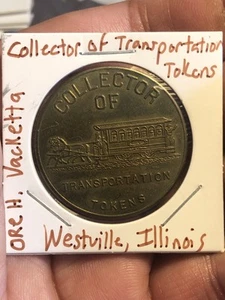 Collector of Transportation
Tokens
COLLECTOR
OF
TRANSPORTATION
TOKENS
Ore H. Vacketta
Westville, Illinois